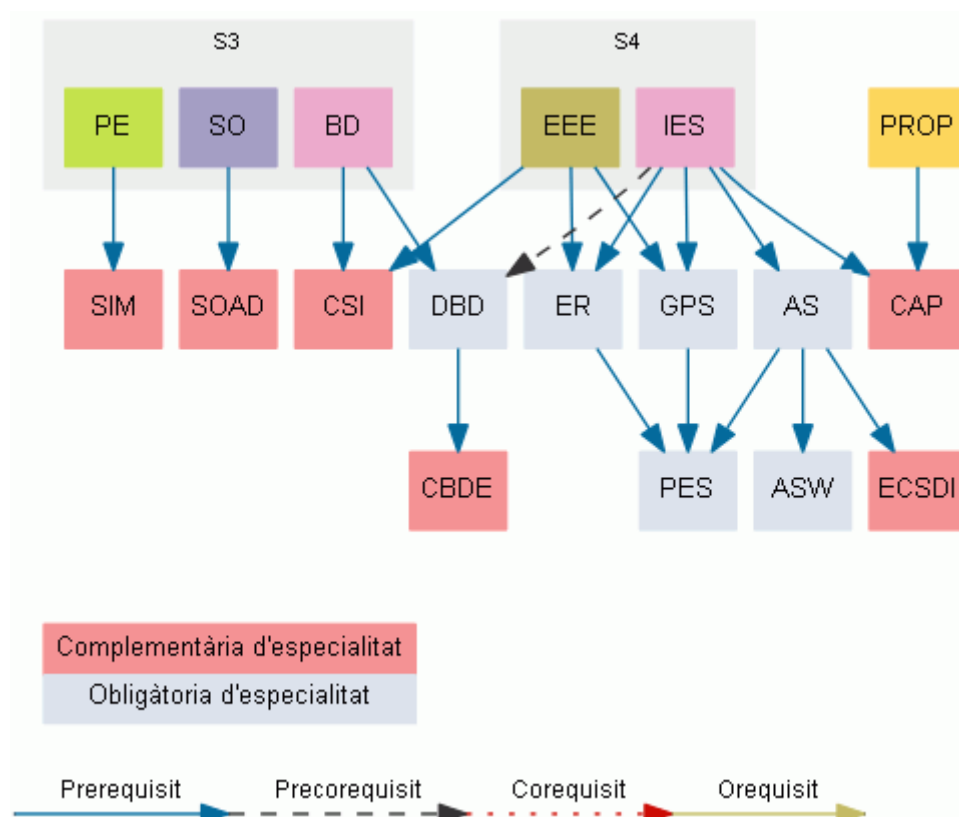 S3
S4
PE
SO
BD
EEE
IES
PROP
SIM
SOAD
CSI
DBD
ER
GPS
AS
CAP
CBDE
PES
ASW
ECSDI
Complementària d'especialitat
Obligàtoria d'especialitat
Prerequisit
Precorequisit
Corequisit
Orequisit